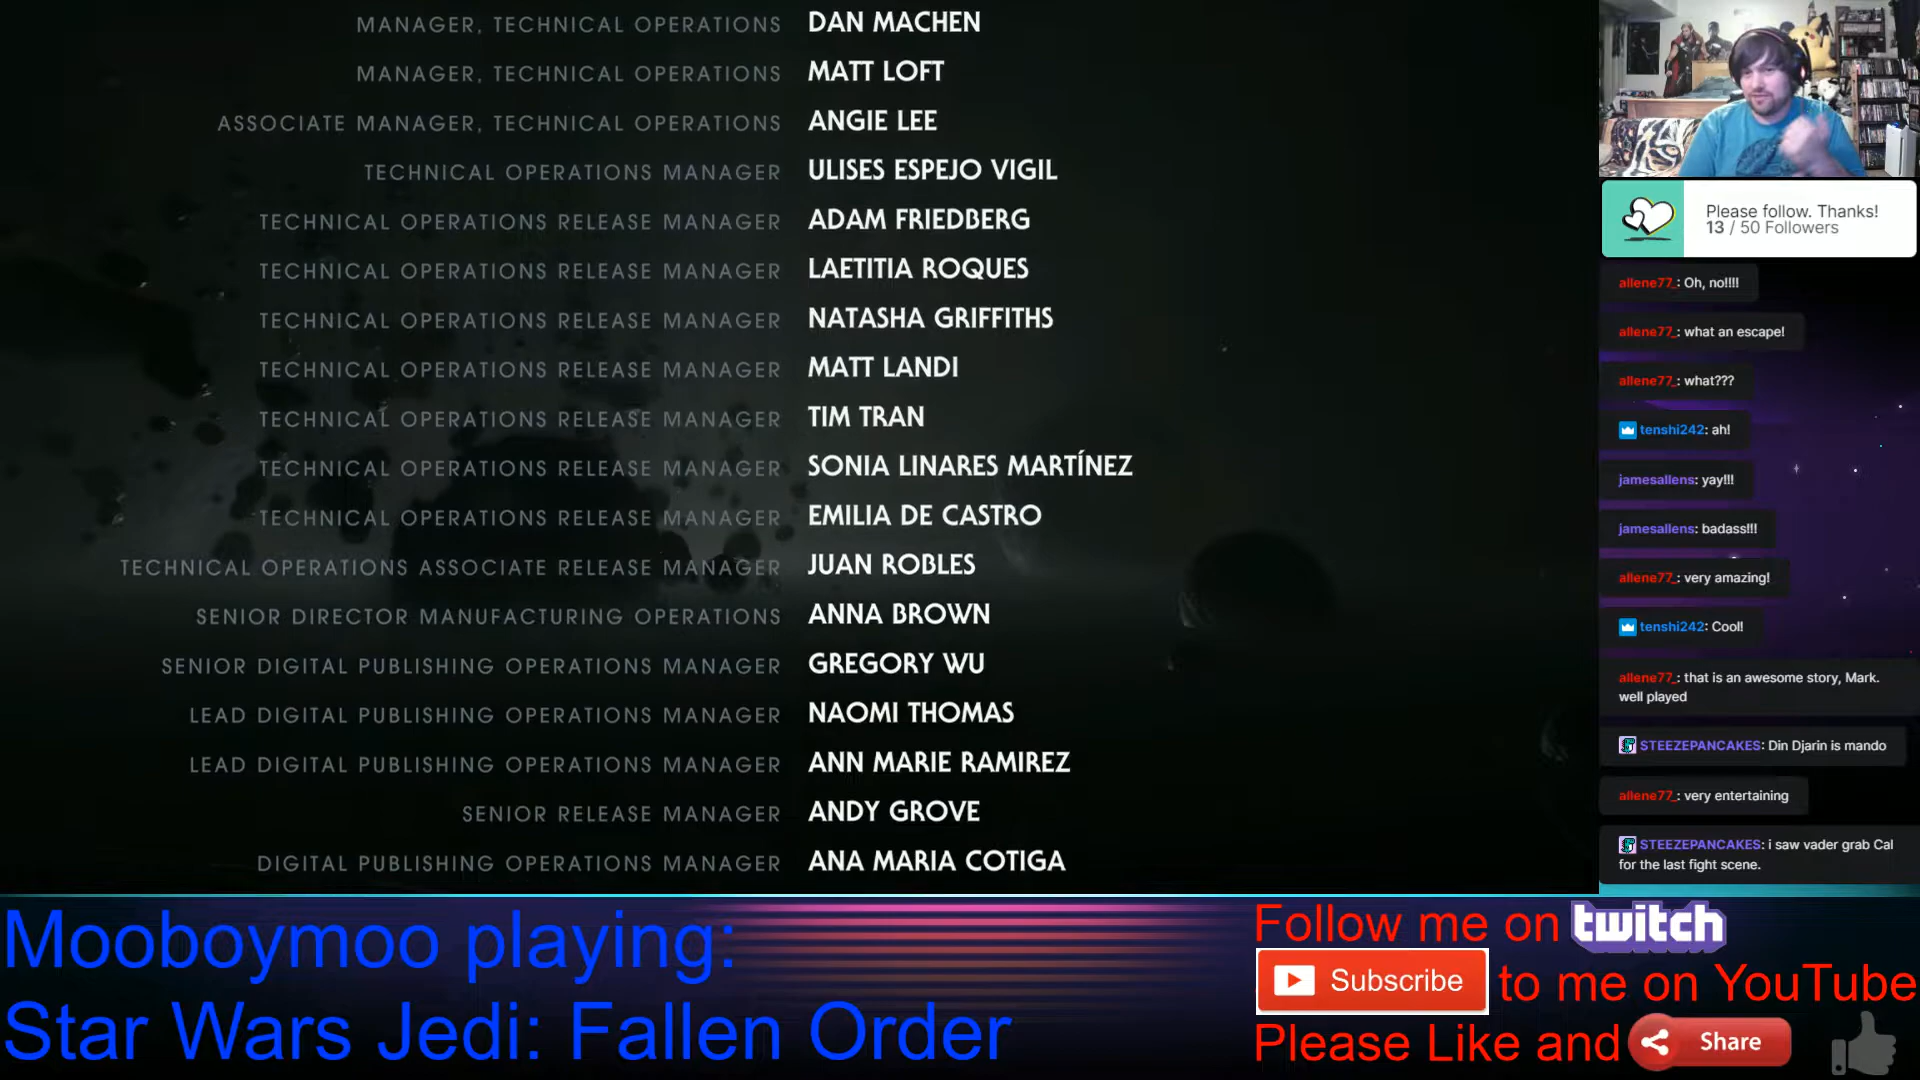 MANAGER, TECHNICAL OPERATIONS DAN MACHEN
MANAGER, TECHNICAL OPERATIONS MATT LOFT
ASSOCIATE MANAGER, TECHNICAL OPERATIONS ANGIE LEE
TECHNICAL OPERATIONS MANAGER ULISES ESPEJO VIGIL
TECHNICAL OPERATIONS RELEASE MANAGER ADAM FRIEDBERG
TECHNICAL OPERATIONS RELEASE MANAGER LAETITIA ROQUES
TECHNICAL OPERATIONS RELEASE MANAGER NATASHA GRIFFITHS
TECHNICAL OPERATIONS RELEASE MANAGER MATT LANDI
TECHNICAL OPERATIONS RELEASE MANAGER TIM TRAN
TECHNICAL OPERATIONS RELEASE MANAGER SONIA LINARES MARTÍNEZ
TECHNICAL OPERATIONS RELEASE MANAGER EMILIA DE CASTRO
TECHNICAL OPERATIONS ASSOCIATE RELEASE MANAGER JUAN ROBLES
SENIOR DIRECTOR MANUFACTURING OPERATIONS ANNA BROWN
SENIOR DIGITAL PUBLISHING OPERATIONS MANAGER GREGORY WU
LEAD DIGITAL PUBLISHING OPERATIONS MANAGER NAOMI THOMAS
LEAD DIGITAL PUBLISHING OPERATIONS MANAGER ANN MARIE RAMIREZ
SENIOR RELEASE MANAGER ANDY GROVE
DIGITAL PUBLISHING OPERATIONS MANAGER ANA MARIA COTIGA
Please follow. Thanks!
13 / 50 Followers
allene77_: Oh, no!!!!
allene77_: what an escape!
allene77_: what???
tenshi242: ah!
jamesallens: yay!!!
jamesallens: badass!!!
allene77_: very amazing!
tenshi242: Cool!
allene77_: that is an awesome story, Mark.
well played
STEEZEPANCAKES: Din Djarin is mando
allene77_: very entertaining
STEEZEPANCAKES: i saw vader grab Cal
for the last fight scene.
Mooboymoo playing:
Star Wars Jedi: Fallen Order
Follow me on twitch
Subscribe to me on YouTube
Please Like and Share